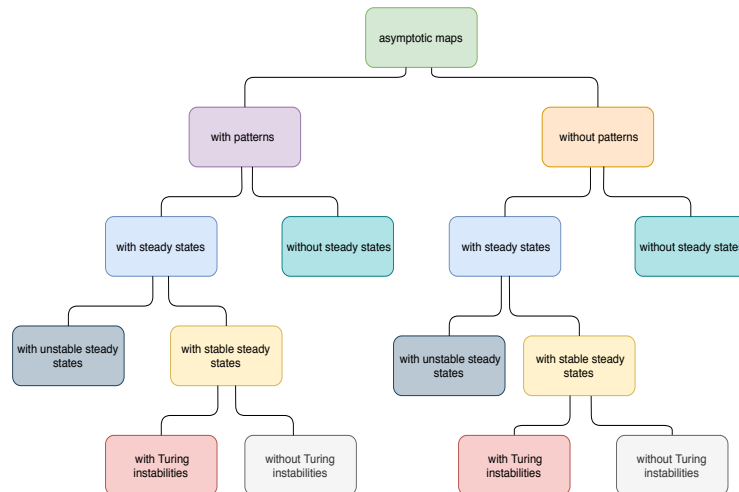 asymptotic maps
with patterns
without patterns
with steady states
without steady states
with steady states
without steady states
with unstable steady
states
with stable steady
states
with unstable steady
states
with stable steady
states
with Turing
instabilities
without Turing
instabilities
with Turing
instabilities
without Turing
instabilities